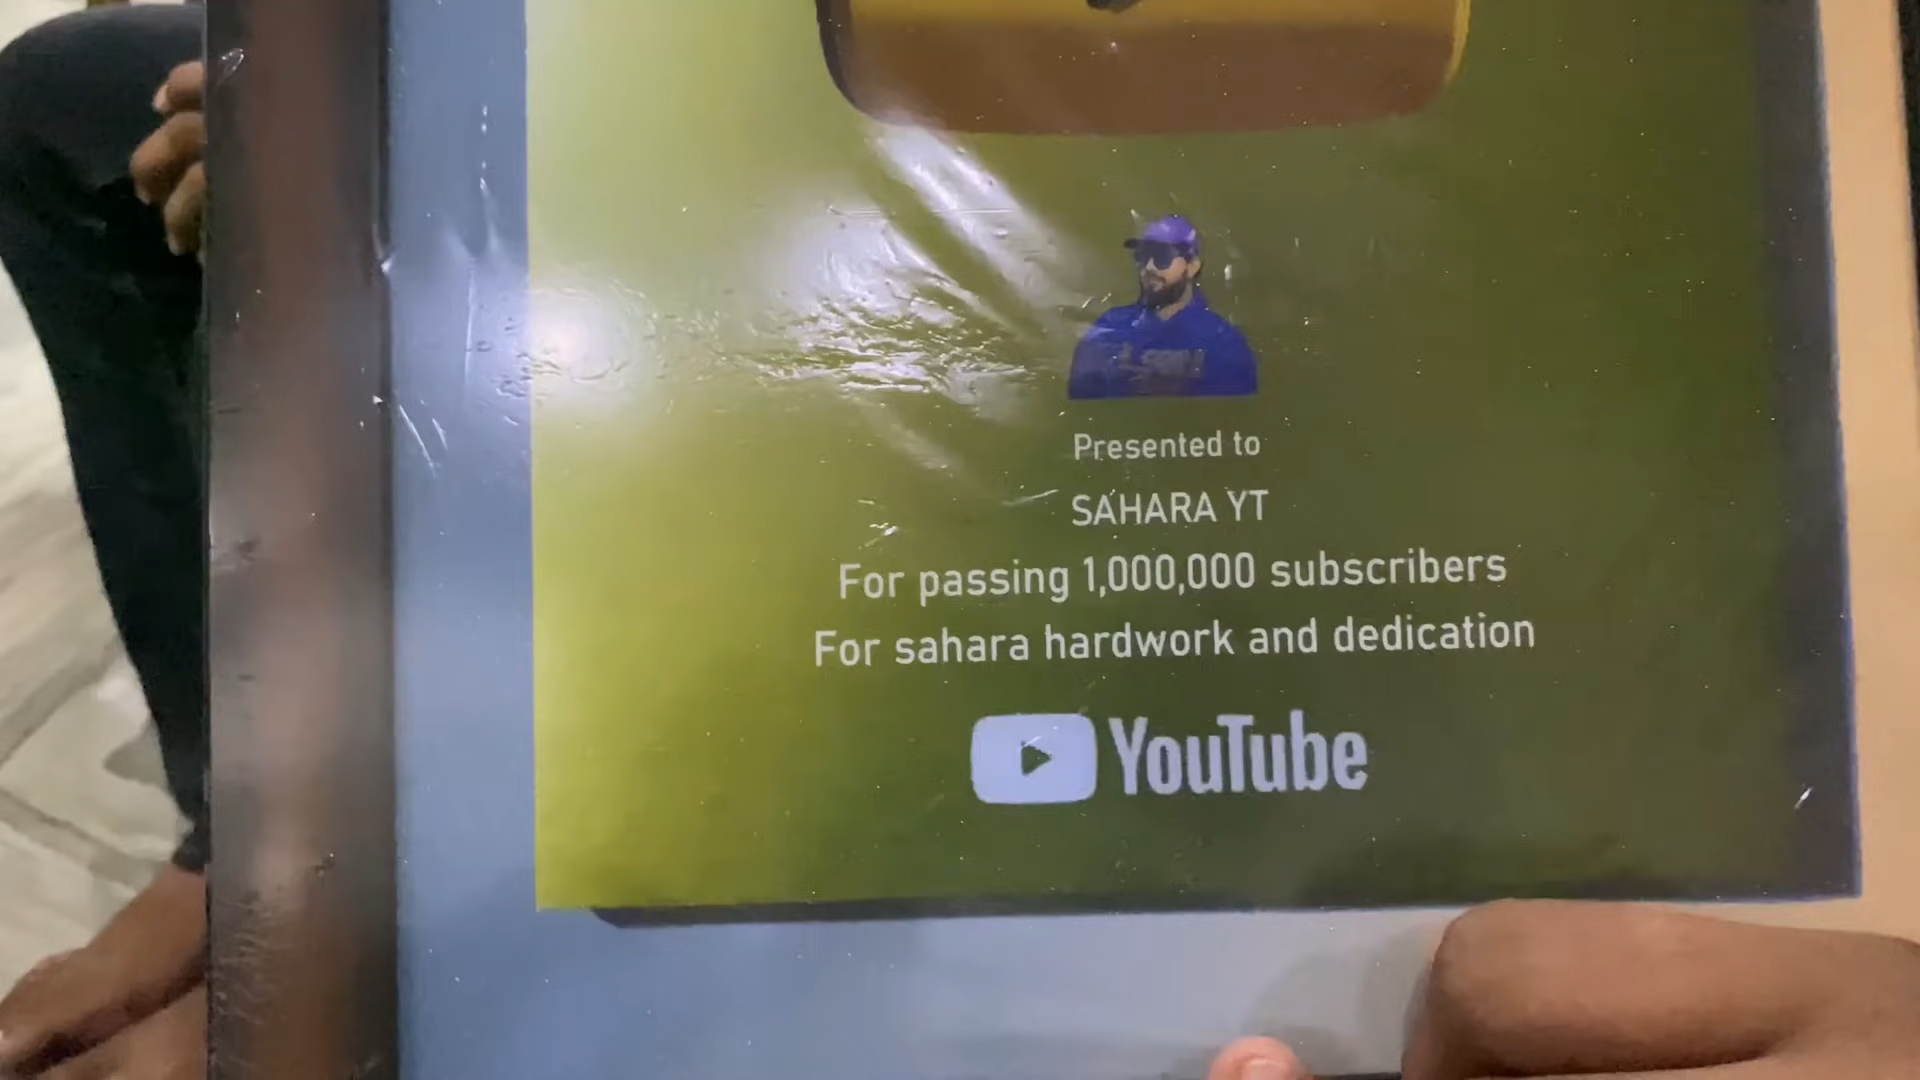 Presented to
SAHARA YT
For passing 1,000,000 subscribers
For sahara hardwork and dedication
YouTube